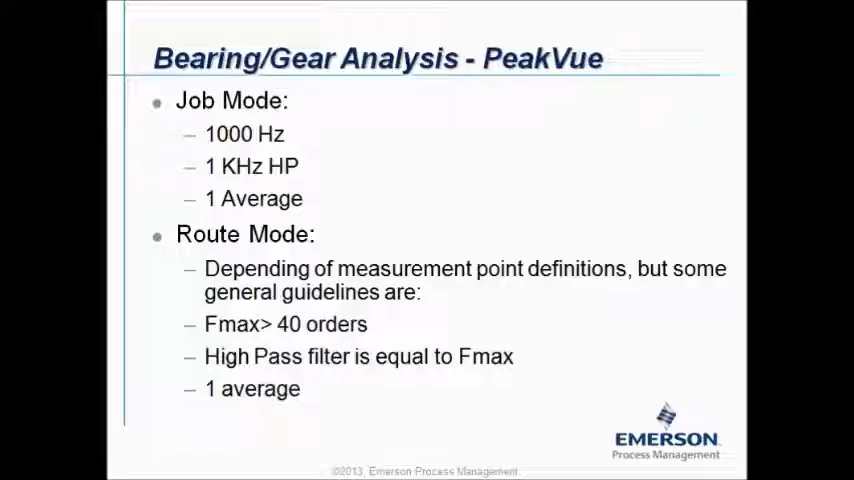 Bearing/Gear Analysis - PeakVue
Job Mode:
– 1000 Hz
– 1 KHz HP
– 1 Average
Route Mode:
– Depending of measurement point definitions, but some
general guidelines are:
– Fmax> 40 orders
– High Pass filter is equal to Fmax
– 1 average
EMERSON
Process Management
©2013, Emerson Process Management.